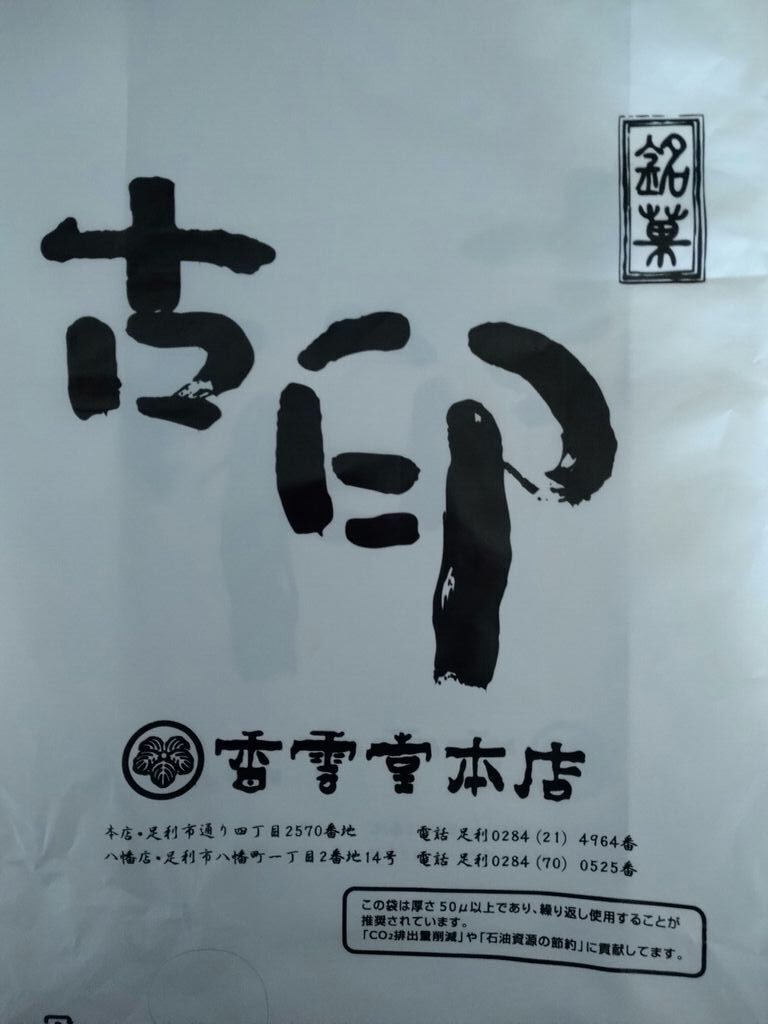 銘菓
古印
香雲堂本店
本店・足利市通り四丁目2570番地 電話 足利0284(21) 4964番
八幡店・足利市八幡町一丁目2番地14号 電話 足利0284(70) 0525番
この袋は厚さ50μ以上であり、繰り返し使用することが
推奨されています。
「CO₂排出量削減」や「石油資源の節約」に貢献してます。